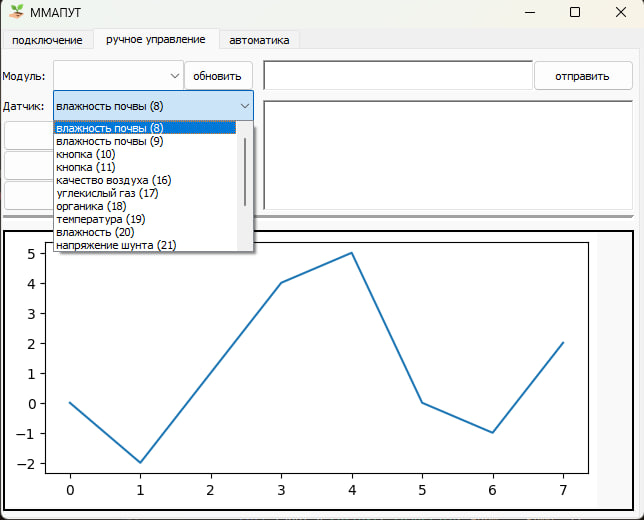 ММАПУТ
подключение ручное управление автоматика
Модуль: обновить отправить
Датчик: влажность почвы (8)
влажность почвы (8)
влажность почвы (9)
кнопка (10)
кнопка (11)
качество воздуха (16)
углекислый газ (17)
органика (18)
температура (19)
влажность (20)
напряжение шунта (21)
5
4
3
2
1
0
−1
−2
0 1 2 3 4 5 6 7